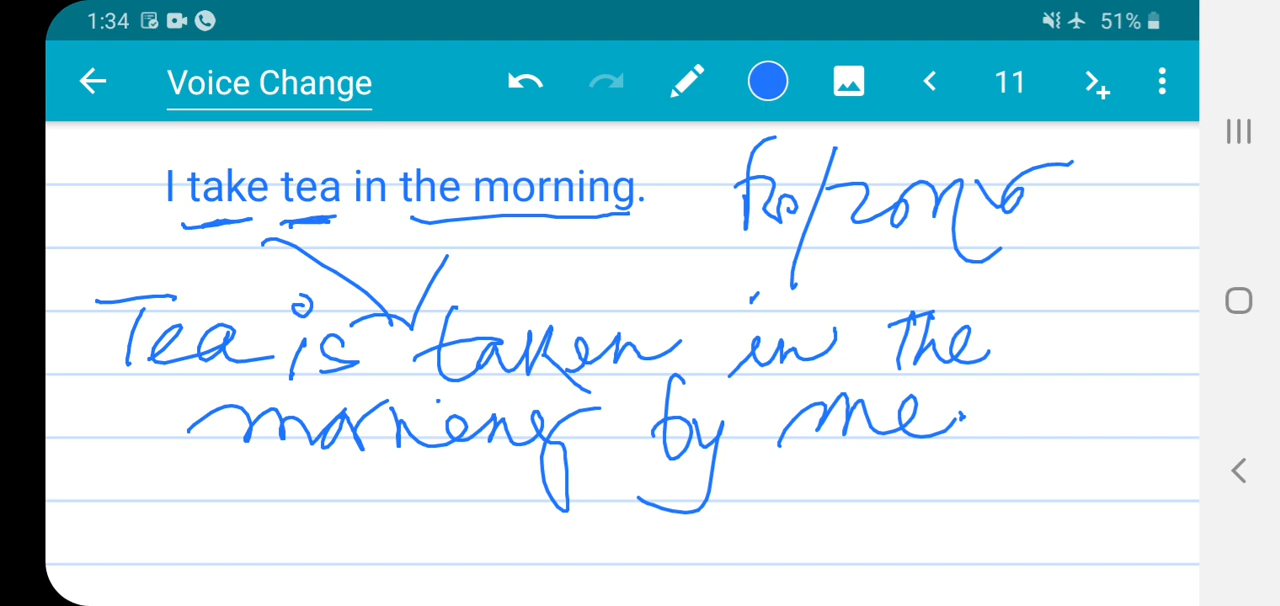 1:34 51%
Voice Change 11
I take tea in the morning.
Tea is taken in the
morning by me.